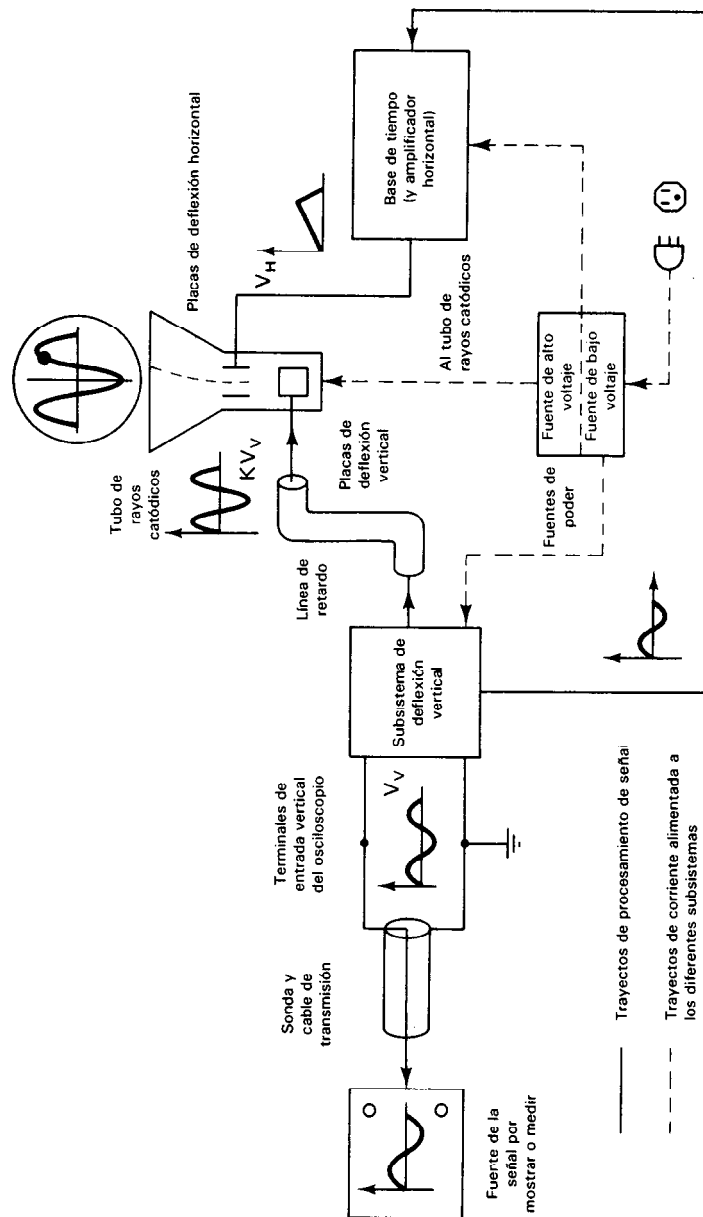 Fuente de la
señal por
mostrar o medir
Sonda y
cable de
transmisión
Terminales de
entrada vertical
del osciloscopio
V_V
Subsistema de
deflexión
vertical
Línea de
retardo
Tubo de
rayos
catódicos
KV_V
Placas de
deflexión
vertical
Placas de deflexión horizontal
V_H
Base de tiempo
(y amplificador
horizontal)
Al tubo de
rayos catódicos
Fuente de alto
voltaje
Fuente de bajo
voltaje
Fuentes de
poder
Trayectos de procesamiento de seña
Trayectos de corriente alimentada a
los diferentes subsistemas